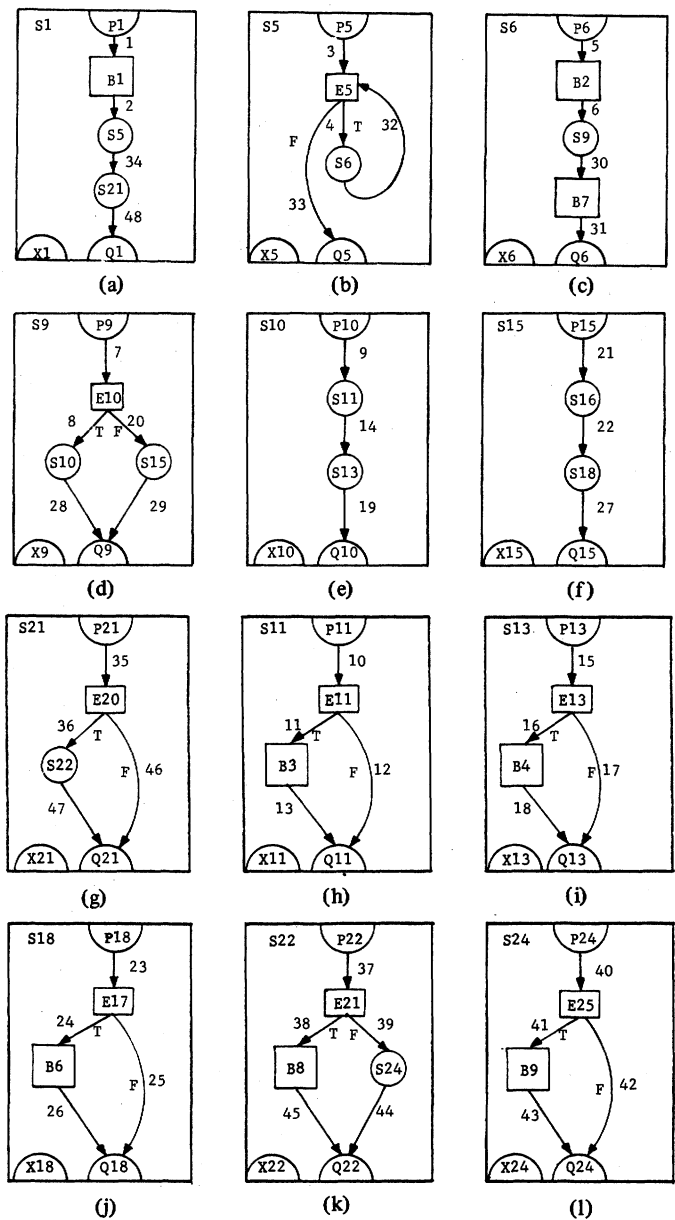 S1 P1
1
B1
2
S5
34
S21
48
X1 Q1
(a)
S5 P5
3
E5
4 T 32
F
S6
33
X5 Q5
(b)
S6 P6
5
B2
6
S9
30
B7
31
X6 Q6
(c)
S9 P9
7
E10
8 T F 20
S10 S15
28 29
X9 Q9
(d)
S10 P10
9
S11
14
S13
19
X10 Q10
(e)
S15 P15
21
S16
22
S18
27
X15 Q15
(f)
S21 P21
35
E20
36 T
S22 F 46
47
X21 Q21
(g)
S11 P11
10
E11
11 T
B3 F 12
13
X11 Q11
(h)
S13 P13
15
E13
16 T
B4 F 17
18
X13 Q13
(i)
S18 P18
23
E17
24 T
B6 F 25
26
X18 Q18
(j)
S22 P22
37
E21
38 T F 39
B8 S24
45 44
X22 Q22
(k)
S24 P24
40
E25
41 T
B9 F 42
43
X24 Q24
(l)